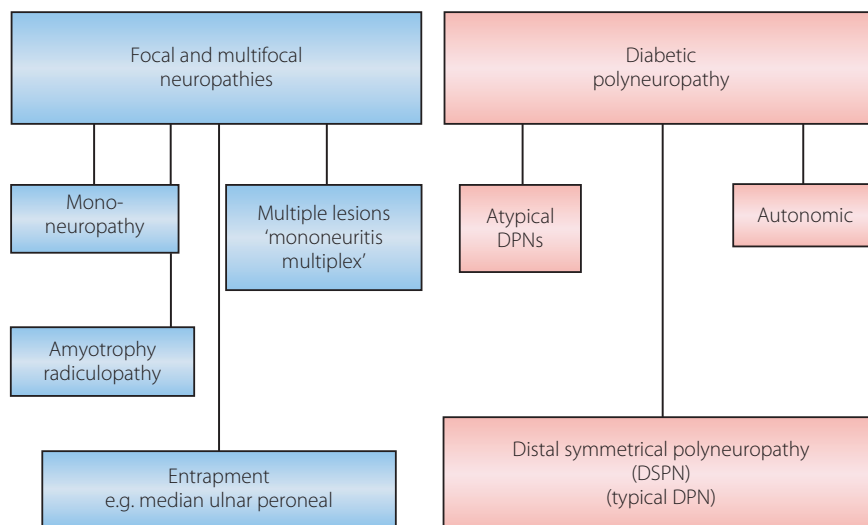 Focal and multifocal
neuropathies
Diabetic
polyneuropathy
Mono-
neuropathy
Multiple lesions
‘mononeuritis
multiplex’
Atypical
DPNs
Autonomic
Amyotrophy
radiculopathy
Entrapment
e.g. median ulnar peroneal
Distal symmetrical polyneuropathy
(DSPN)
(typical DPN)